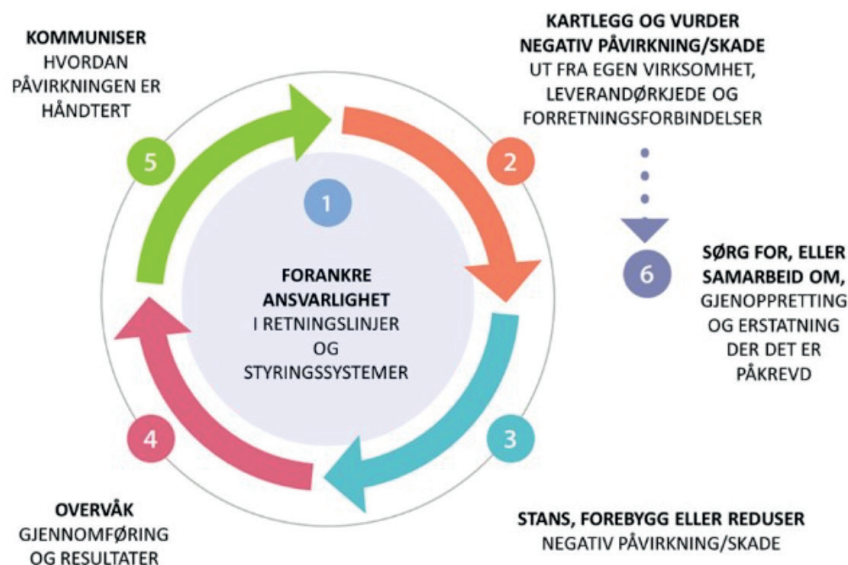 KOMMUNISER
HVORDAN
PÅVIRKNINGEN ER
HÅNDTERT
5
KARTLEGG OG VURDER
NEGATIV PÅVIRKNING/SKADE
UT FRA EGEN VIRKSOMHET,
LEVERANDØRKJEDE OG
FORRETNINGSFORBINDELSER
2
1
FORANKRE
ANSVARLIGHET
I RETNINGSLINJER
OG
STYRINGSSYSTEMER
6
SØRG FOR, ELLER
SAMARBEID OM,
GJENOPPRETTING
OG ERSTATNING
DER DET ER
PÅKREVD
4
OVERVÅK
GJENNOMFØRING
OG RESULTATER
3
STANS, FOREBYGG ELLER REDUSER
NEGATIV PÅVIRKNING/SKADE